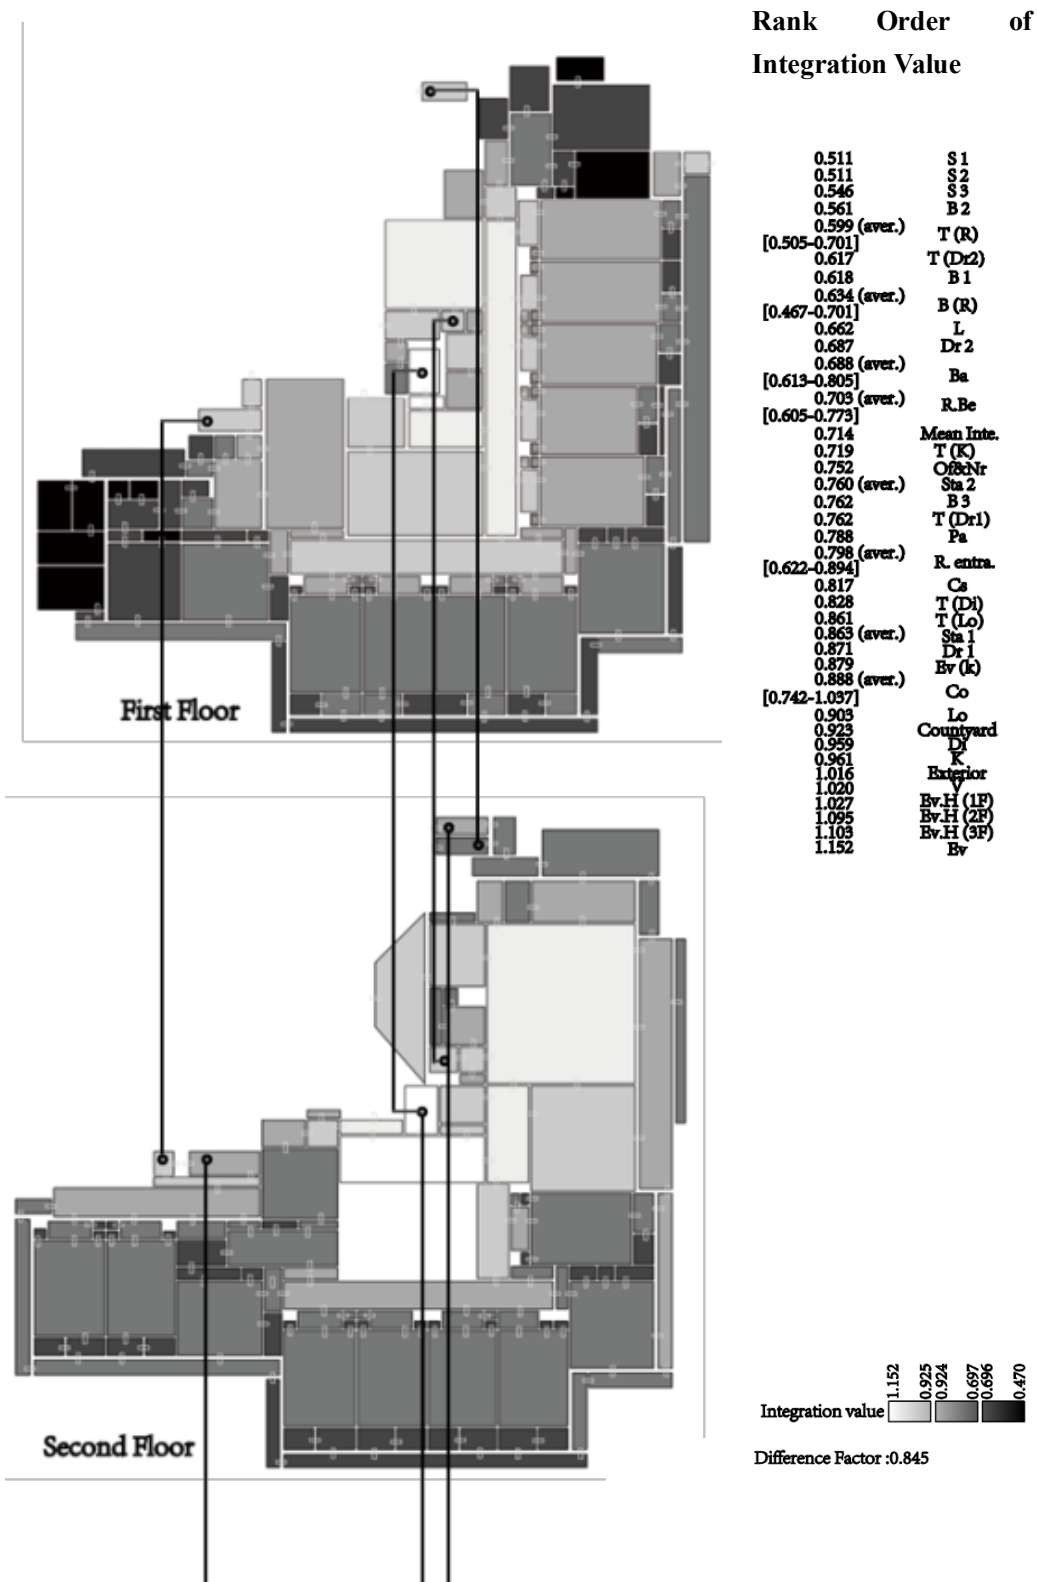 Rank Order of
Integration Value
0.511 S 1
0.511 S 2
0.546 S 3
0.561 B 2
0.599 (aver.)
[0.505-0.701] T (R)
0.617 T (Dr2)
0.618 B 1
0.634 (aver.)
[0.467-0.701] B (R)
0.662 L
0.687 Dr 2
0.688 (aver.)
[0.613-0.805] Ba
0.703 (aver.)
[0.605-0.773] R.Be
0.714 Mean Inte.
0.719 T (K)
0.752 Of&Nr
0.760 (aver.) Sta 2
0.762 B 3
0.762 T (Dr1)
0.788 Pa
0.798 (aver.)
[0.622-0.894] R. entra.
0.817 Cs
0.828 T (Di)
0.861 T (Lo)
0.863 (aver.) Sta 1
0.871 Dr 1
0.879 Ev (k)
0.888 (aver.)
[0.742-1.037] Co
0.903 Lo
0.923 Countyard
0.959 Di
0.961 K
1.016 Exterior
1.020 V
1.027 Ev.H (1F)
1.095 Ev.H (2F)
1.103 Ev.H (3F)
1.152 Ev
First Floor
Second Floor
1.152 0.925 0.924 0.697 0.696 0.470
Integration value
Difference Factor :0.845